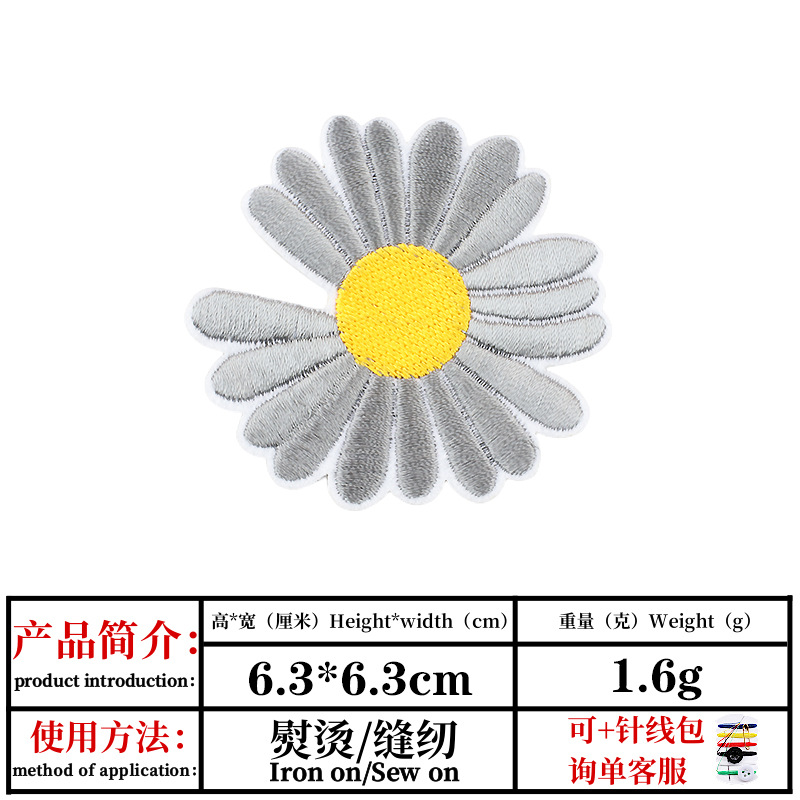 产品简介：
product introduction：
高*宽（厘米）Height*width（cm）
重量（克）Weight（g）
6.3*6.3cm
1.6g
使用方法：
method of application：
熨烫/缝纫
Iron on/Sew on
可+针线包
询单客服